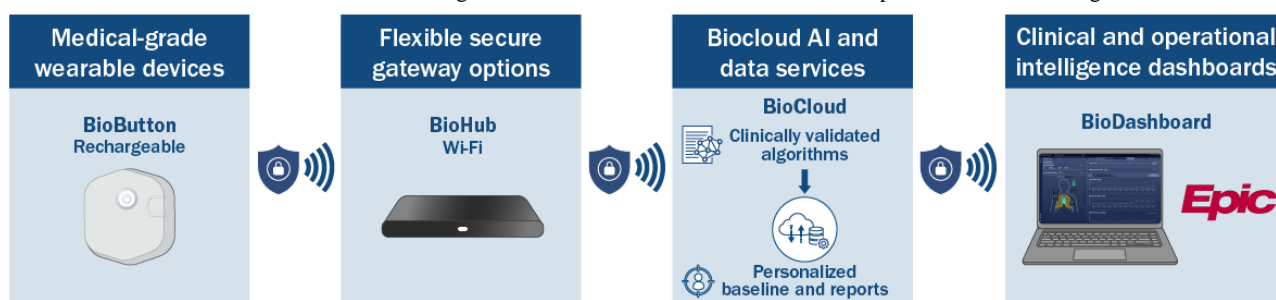 Medical-grade
wearable devices
BioButton
Rechargeable
Flexible secure
gateway options
BioHub
Wi-Fi
Biocloud AI and
data services
BioCloud
Clinically validated
algorithms
Personalized
baseline and reports
Clinical and operational
intelligence dashboards
BioDashboard
Epic